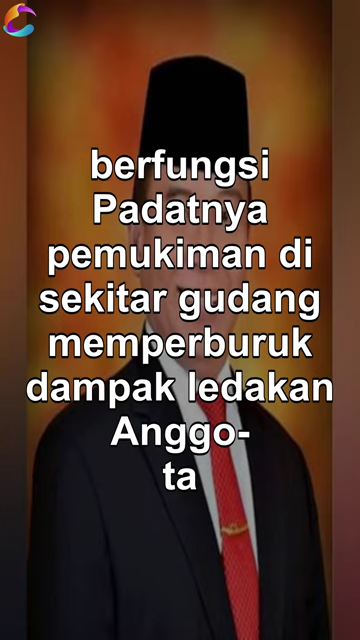 berfungsi
Padatnya
pemukiman di
sekitar gudang
memperburuk
dampak ledakan
Anggo-
ta